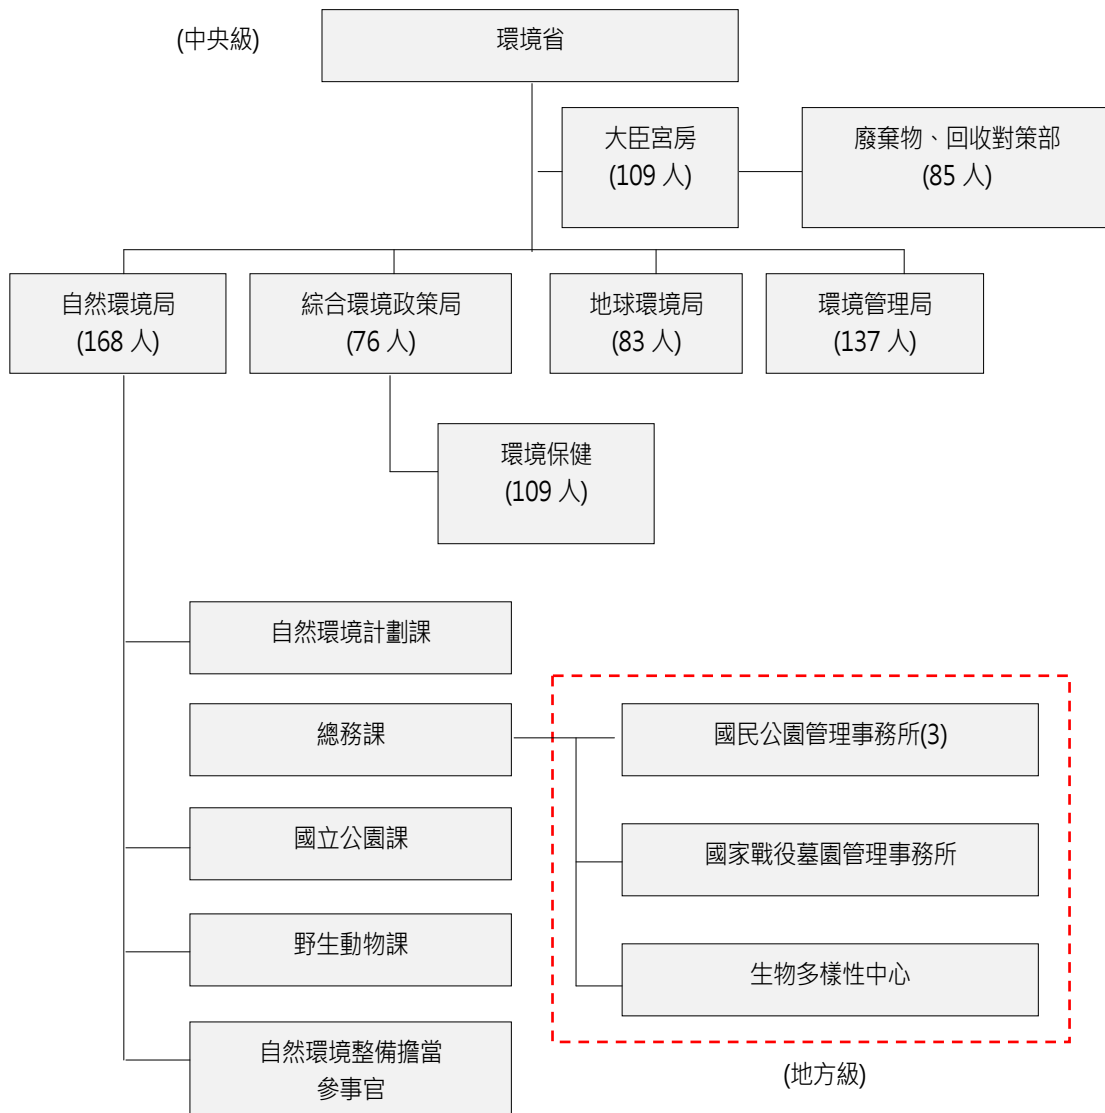 (中央級)
環境省
大臣宮房
(109 人)
廢棄物、回收對策部
(85 人)
自然環境局
(168 人)
綜合環境政策局
(76 人)
地球環境局
(83 人)
環境管理局
(137 人)
環境保健
(109 人)
自然環境計劃課
總務課
國民公園管理事務所(3)
國立公園課
國家戰役墓園管理事務所
野生動物課
生物多樣性中心
自然環境整備擔當
參事官
(地方級)